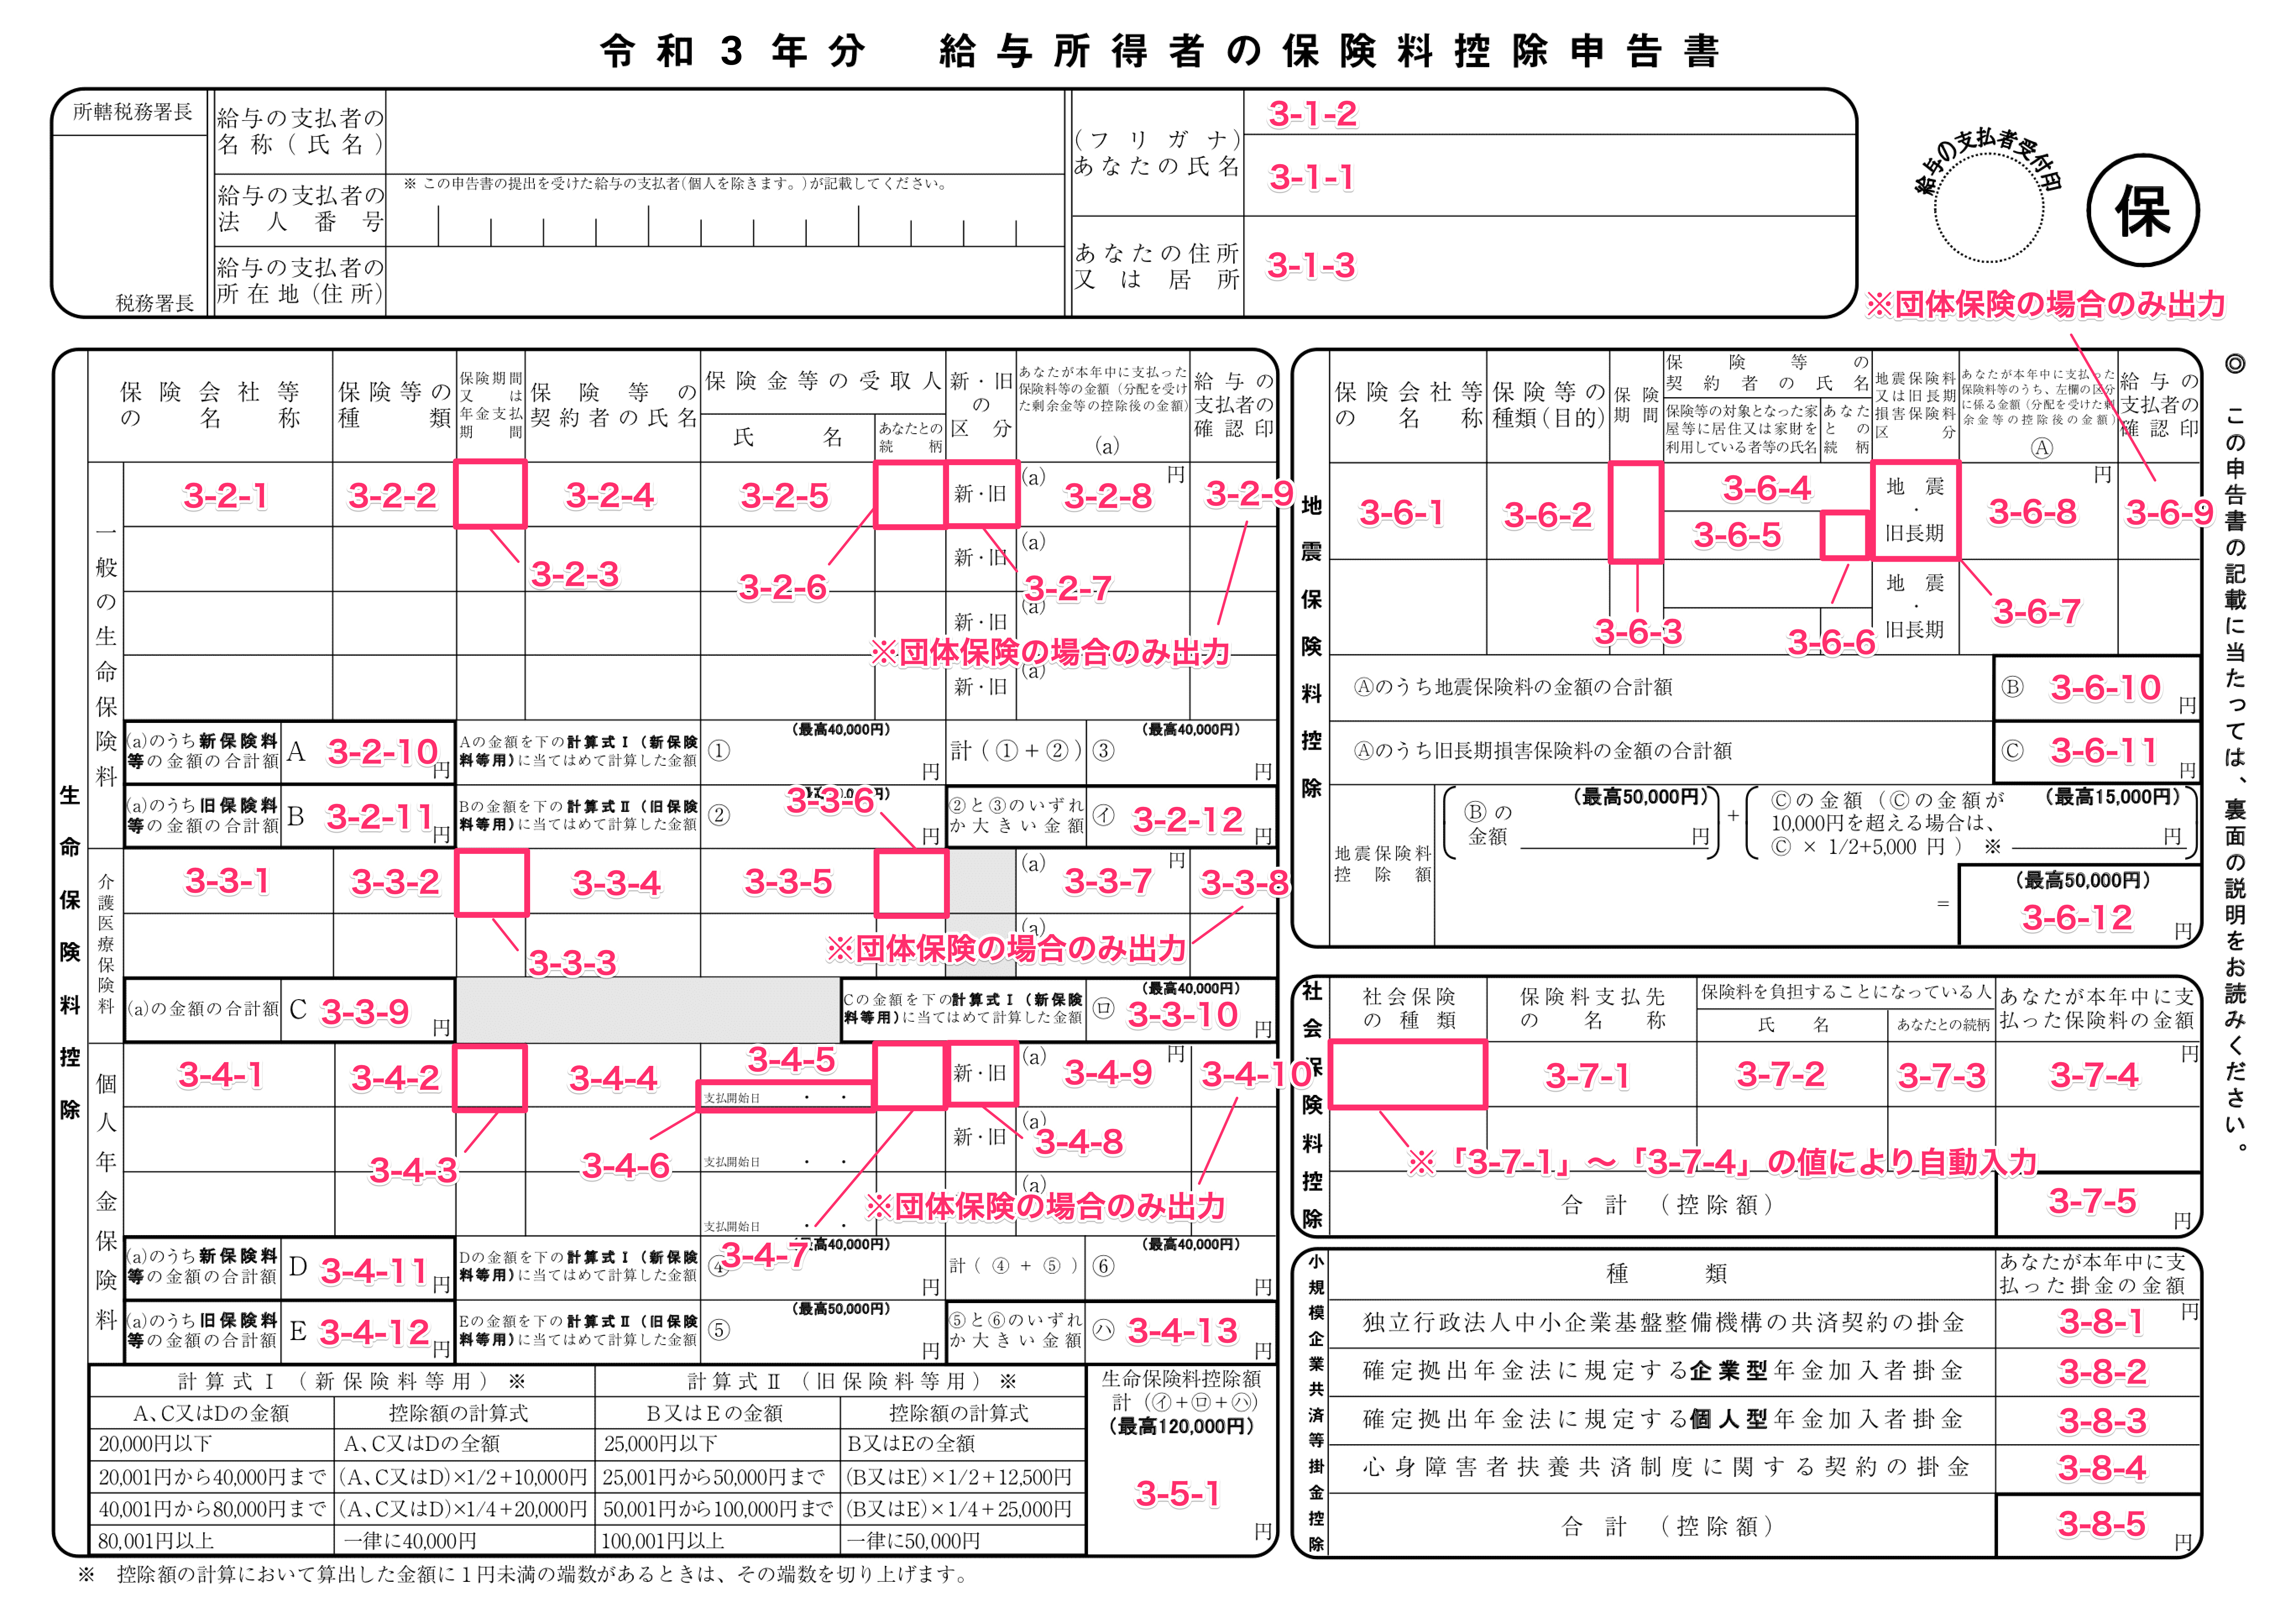 令和3年分　給与所得者の保険料控除申告書
所轄税務署長
税務署長
給与の支払者の
名称（氏名）
給与の支払者の
法人番号
※ この申告書の提出を受けた給与の支払者(個人を除きます。)が記載してください。
給与の支払者の
所在地（住所）
（フリガナ）
あなたの氏名
3-1-2
3-1-1
あなたの住所
又は居所
3-1-3
給与の支払者受付印
保
※団体保険の場合のみ出力
◎ この申告書の記載に当たっては、裏面の説明をお読みください。
生命保険料控除
保険会社等
の名称
保険等の
種類
保険期間
又は
年金支払
期間
保険等の
契約者の氏名
保険金等の受取人
氏名
あなたとの
続柄
新・旧
の
区分
あなたが本年中に支払った
保険料等の金額（分配を受け
た剰余金等の控除後の金額）
(a)
給与の
支払者の
確認印
一般の生命保険料
3-2-1
3-2-2
3-2-3
3-2-4
3-2-5
3-2-6
新・旧
3-2-7
(a)
3-2-8
円
3-2-9
新・旧
(a)
新・旧
(a)
※団体保険の場合のみ出力
新・旧
(a)
(a)のうち新保険料
等の金額の合計額
A
3-2-10
円
Aの金額を下の計算式Ⅰ（新保険
料等用）に当てはめて計算した金額
①
（最高40,000円）
円
計（①＋②）
③
（最高40,000円）
円
(a)のうち旧保険料
等の金額の合計額
B
3-2-11
円
Bの金額を下の計算式Ⅱ（旧保険
料等用）に当てはめて計算した金額
②
3-3-6
円
②と③のいずれ
か大きい金額
㋑
3-2-12
円
介護医療保険料
3-3-1
3-3-2
3-3-3
3-3-4
3-3-5
(a)
3-3-7
円
3-3-8
(a)
※団体保険の場合のみ出力
(a)の金額の合計額
C
3-3-9
円
Cの金額を下の計算式Ⅰ（新保険
料等用）に当てはめて計算した金額
㋺
（最高40,000円）
3-3-10
円
個人年金保険料
3-4-1
3-4-2
3-4-3
3-4-4
3-4-5
支払開始日　・　・
3-4-6
新・旧
3-4-8
(a)
3-4-9
円
3-4-10
支払開始日　・　・
新・旧
(a)
支払開始日　・　・
(a)
※団体保険の場合のみ出力
3-4-7
(a)のうち新保険料
等の金額の合計額
D
3-4-11
円
Dの金額を下の計算式Ⅰ（新保険
料等用）に当てはめて計算した金額
④
最高40,000円）
円
計（④＋⑤）
⑥
（最高40,000円）
円
(a)のうち旧保険料
等の金額の合計額
E
3-4-12
円
Eの金額を下の計算式Ⅱ（旧保険
料等用）に当てはめて計算した金額
⑤
（最高50,000円）
円
⑤と⑥のいずれ
か大きい金額
㋩
3-4-13
円
計算式Ⅰ（新保険料等用）※
計算式Ⅱ（旧保険料等用）※
A、C又はDの金額
控除額の計算式
B又はEの金額
控除額の計算式
20,000円以下
A、C又はDの全額
25,000円以下
B又はEの全額
20,001円から40,000円まで
(A、C又はD)×1/2＋10,000円
25,001円から50,000円まで
(B又はE)×1/2＋12,500円
40,001円から80,000円まで
(A、C又はD)×1/4＋20,000円
50,001円から100,000円まで
(B又はE)×1/4＋25,000円
80,001円以上
一律に40,000円
100,001円以上
一律に50,000円
生命保険料控除額
計（㋑＋㋺＋㋩）
（最高120,000円）
3-5-1
円
※　控除額の計算において算出した金額に１円未満の端数があるときは、その端数を切り上げます。
地震保険料控除
保険会社等
の名称
保険等の
種類（目的）
保険
期間
保険等の
契約者の氏名
保険等の対象となった家
屋等に居住又は家財を
利用している者等の氏名
あなた
との
続柄
地震保険料
又は旧長期
損害保険料
区分
あなたが本年中に支払った
保険料等のうち、左欄の区分
に係る金額（分配を受けた剰
余金等の控除後の金額）
Ⓐ
給与の
支払者の
確認印
3-6-1
3-6-2
3-6-3
3-6-4
3-6-5
3-6-6
地震
・
旧長期
3-6-7
円
3-6-8
3-6-9
地震
・
旧長期
Ⓐのうち地震保険料の金額の合計額
Ⓑ
3-6-10
円
Ⓐのうち旧長期損害保険料の金額の合計額
Ⓒ
3-6-11
円
地震保険料
控除額
Ⓑの
金額
（最高50,000円）
円
＋
Ⓒの金額（Ⓒの金額が
10,000円を超える場合は、
Ⓒ × 1/2+5,000 円）※
（最高15,000円）
円
＝
（最高50,000円）
3-6-12
円
社会保険料控除
社会保険
の種類
保険料支払先
の名称
保険料を負担することになっている人
氏名
あなたとの続柄
あなたが本年中に支
払った保険料の金額
3-7-1
3-7-2
3-7-3
3-7-4
円
※「3-7-1」～「3-7-4」の値により自動入力
合計（控除額）
3-7-5
円
小規模企業共済等掛金控除
種類
あなたが本年中に支
払った掛金の金額
独立行政法人中小企業基盤整備機構の共済契約の掛金
3-8-1
円
確定拠出年金法に規定する企業型年金加入者掛金
3-8-2
確定拠出年金法に規定する個人型年金加入者掛金
3-8-3
心身障害者扶養共済制度に関する契約の掛金
3-8-4
合計（控除額）
3-8-5
円